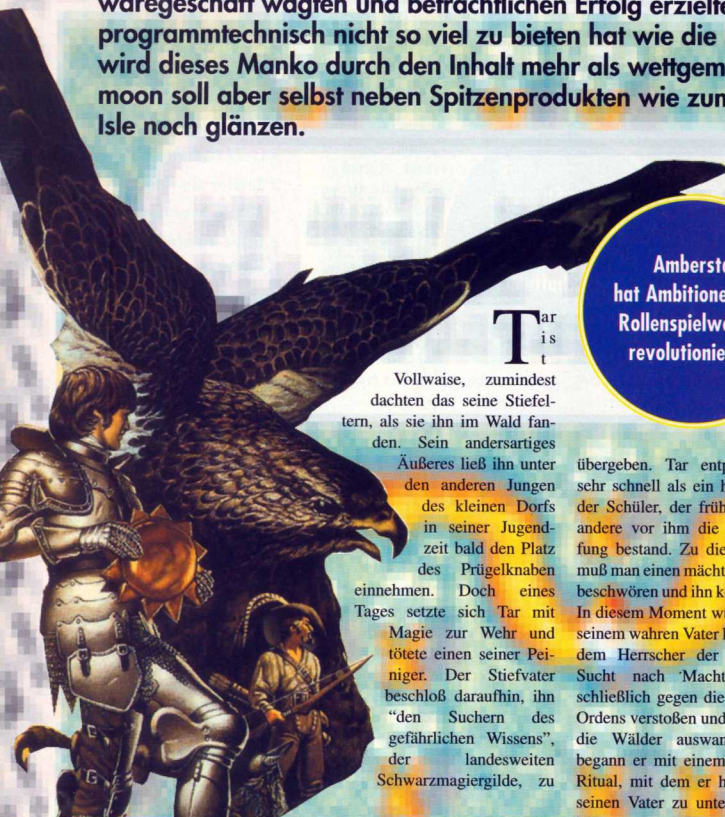 waregeschäft wagten und beträchtlichen Erfolg erzielte
programmtechnisch nicht so viel zu bieten hat wie die
wird dieses Manko durch den Inhalt mehr als wettgem
moon soll aber selbst neben Spitzenprodukten wie zum
Isle noch glänzen.
Amberst
hat Ambitione
Rollenspielw
revolutionie
Tar
is
t
Vollwaise, zumindest
dachten das seine Stiefel-
tern, als sie ihn im Wald fan-
den. Sein andersartiges
Äußeres ließ ihn unter
den anderen Jungen
des kleinen Dorfs
in seiner Jugend-
zeit bald den Platz
des Prügelknaben
einnehmen. Doch eines
Tages setzte sich Tar mit
Magie zur Wehr und
tötete einen seiner Pei-
niger. Der Stiefvater
beschloß daraufhin, ihn
"den Suchern des
gefährlichen Wissens",
der landesweiten
Schwarzmagiergilde, zu
übergeben. Tar entp
sehr schnell als ein h
der Schüler, der früh
andere vor ihm die
fung bestand. Zu die
muß man einen mächt
beschwören und ihn k
In diesem Moment w
seinem wahren Vater
dem Herrscher der
Sucht nach Macht
schließlich gegen die
Ordens verstoßen und
die Wälder auswan
begann er mit einem
Ritual, mit dem er h
seinen Vater zu unte